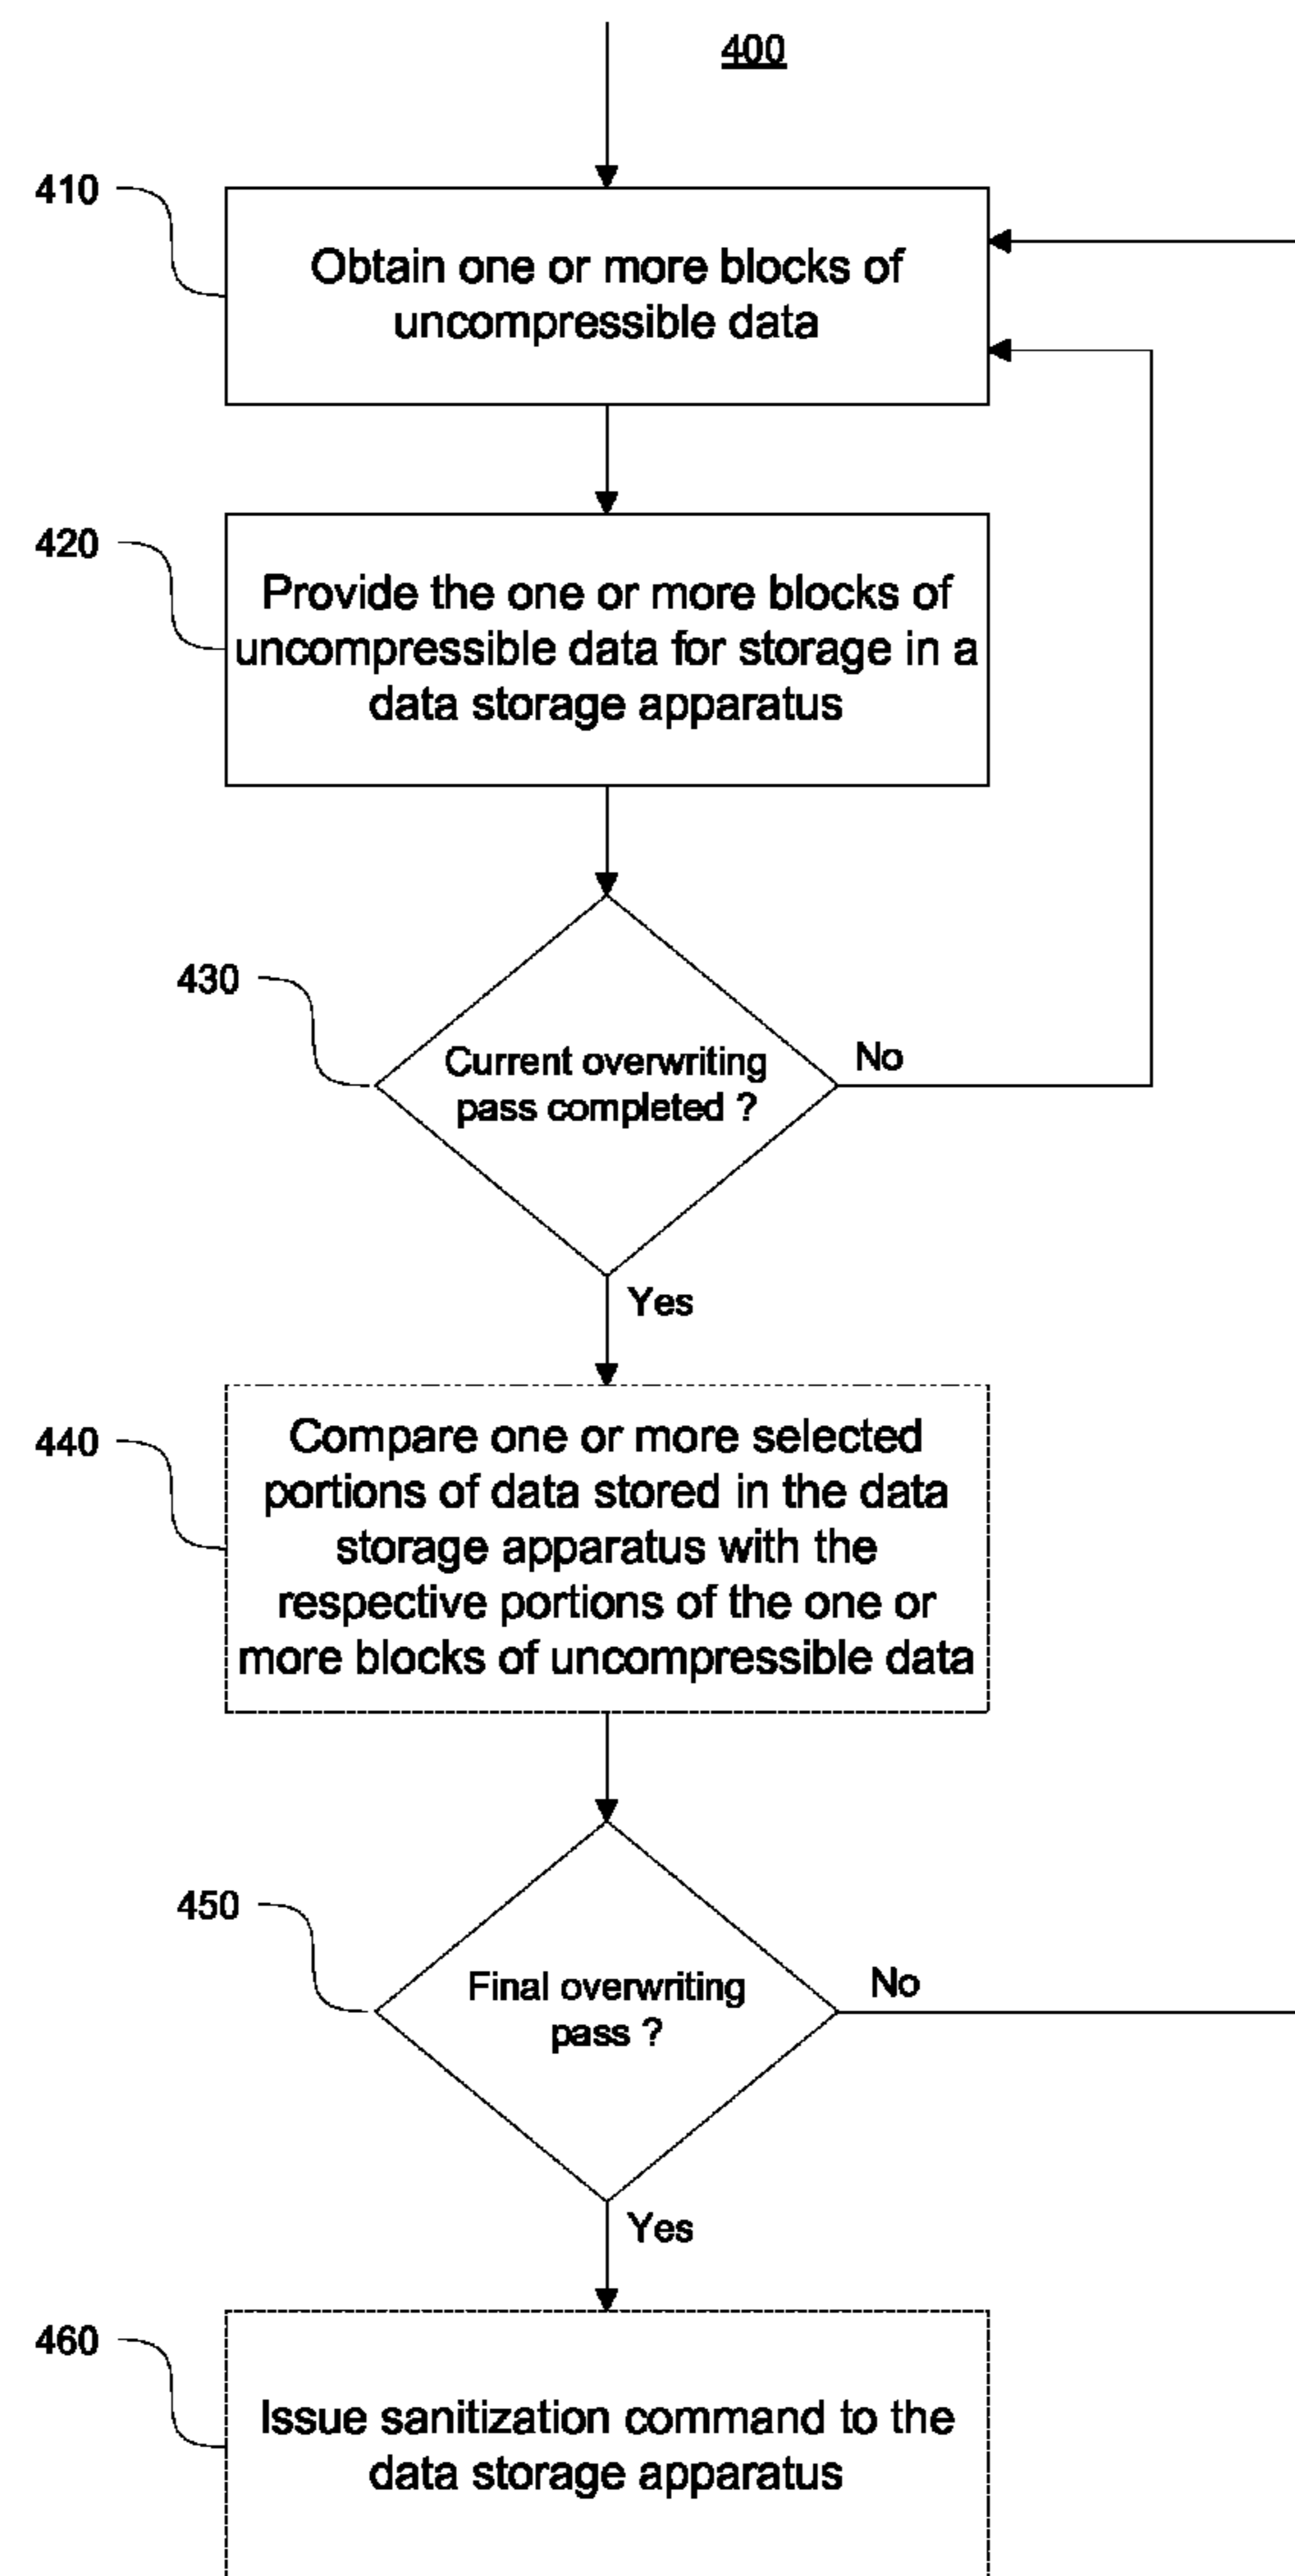 400
410
Obtain one or more blocks of
uncompressible data
420
Provide the one or more blocks of
uncompressible data for storage in a
data storage apparatus
430
Current overwriting
pass completed ?
No
Yes
440
Compare one or more selected
portions of data stored in the data
storage apparatus with the
respective portions of the one or
more blocks of uncompressible data
450
Final overwriting
pass ?
No
Yes
460
Issue sanitization command to the
data storage apparatus